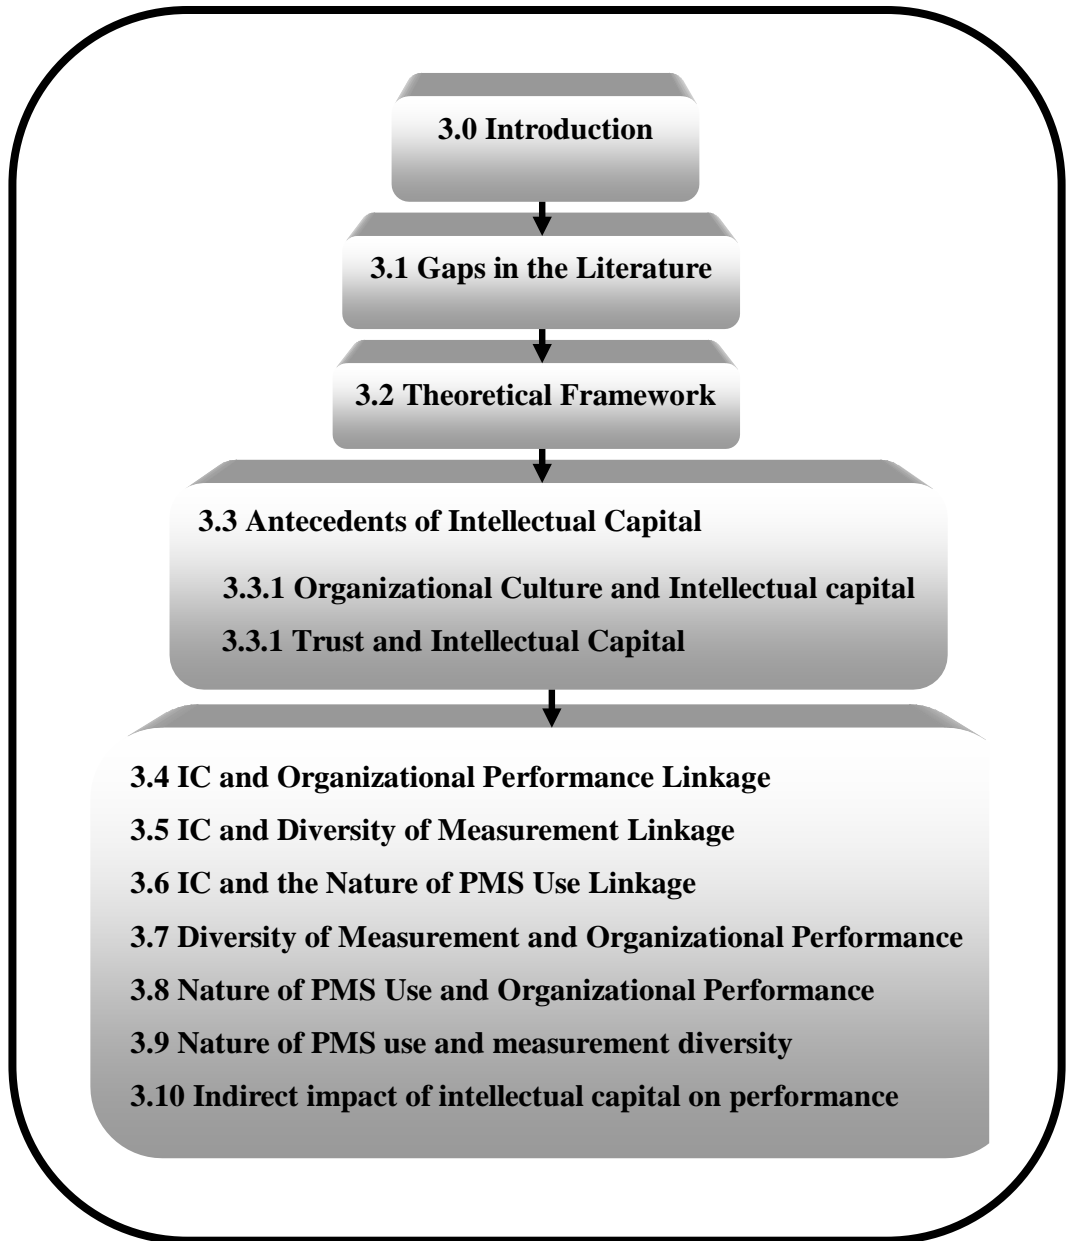 3.0 Introduction
3.1 Gaps in the Literature
3.2 Theoretical Framework
3.3 Antecedents of Intellectual Capital
3.3.1 Organizational Culture and Intellectual capital
3.3.1 Trust and Intellectual Capital
3.4 IC and Organizational Performance Linkage
3.5 IC and Diversity of Measurement Linkage
3.6 IC and the Nature of PMS Use Linkage
3.7 Diversity of Measurement and Organizational Performance
3.8 Nature of PMS Use and Organizational Performance
3.9 Nature of PMS use and measurement diversity
3.10 Indirect impact of intellectual capital on performance